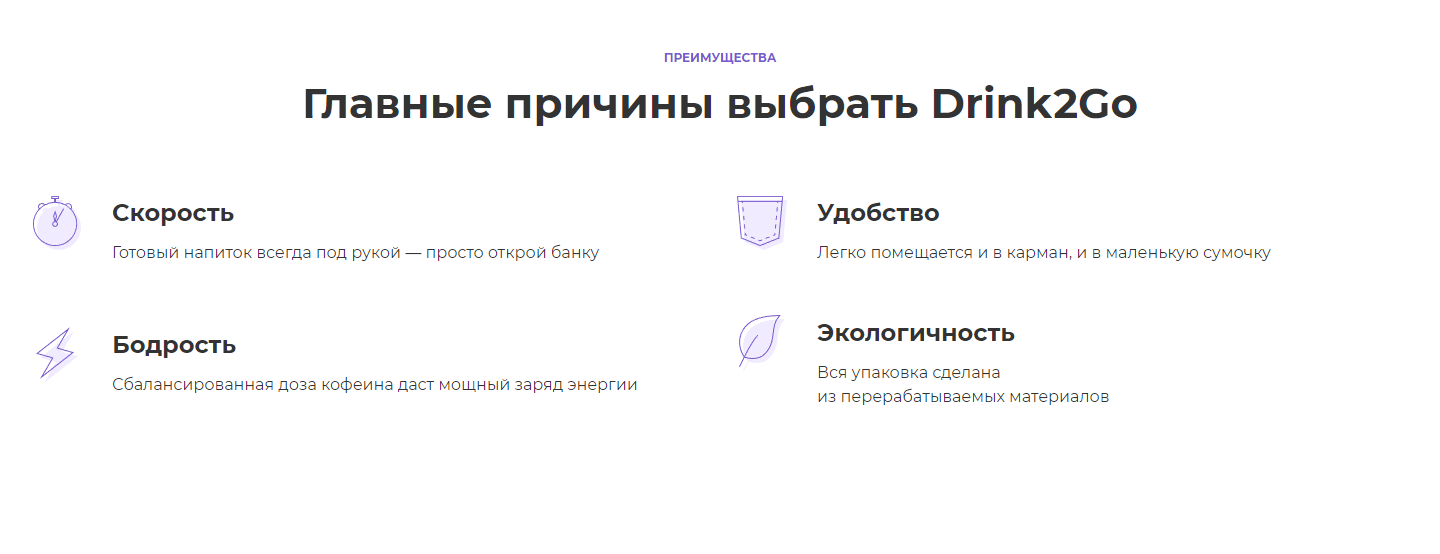 ПРЕИМУЩЕСТВА
Главные причины выбрать Drink2Go
Скорость
Готовый напиток всегда под рукой — просто открой банку
Удобство
Легко помещается и в карман, и в маленькую сумочку
Бодрость
Сбалансированная доза кофеина даст мощный заряд энергии
Экологичность
Вся упаковка сделана
из перерабатываемых материалов